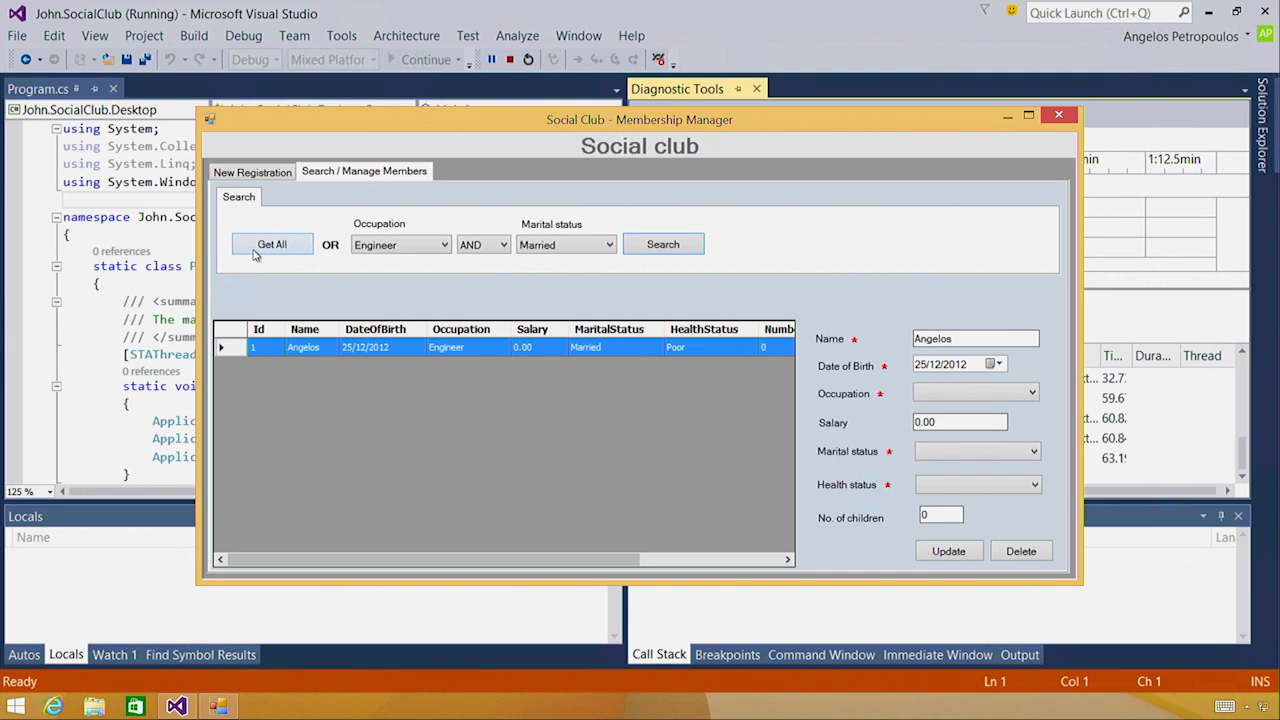 John.SocialClub (Running) - Microsoft Visual Studio
Quick Launch (Ctrl+Q)
File Edit View Project Build Debug Team Tools Architecture Test Analyze Window Help
Angelos Petropoulos AP
Debug Mixed Platfor Continue
Program.cs
Diagnostic Tools
Solution Explorer
John.SocialClub.Desktop
Social Club - Membership Manager
Social club
using System;
using System.Colle
using System.Linq;
using System.Windo
min 1:12.5min
New Registration Search / Manage Members
Search
Occupation Marital status
Get All OR Engineer AND Married Search
namespace John.Soc
{
0 references
static class P
{
/// <summa
/// The ma
/// </summ
[STAThread
0 references
static voi
{
Applic
Applic
Applic
}
Id Name DateOfBirth Occupation Salary MaritalStatus HealthStatus Numb
1 Angelos 25/12/2012 Engineer 0.00 Married Poor 0
Name * Angelos
Date of Birth * 25/12/2012
Occupation *
Salary 0.00
Marital status *
Health status *
No. of children 0
Update Delete
Ti... Dura... Thread
t... 32.7
59.6
t... 60.8
t... 60.84
63.1
125 %
Locals
Name
Lan
Autos Locals Watch 1 Find Symbol Results
Call Stack Breakpoints Command Window Immediate Window Output
Ready Ln 1 Col 1 Ch 1 INS